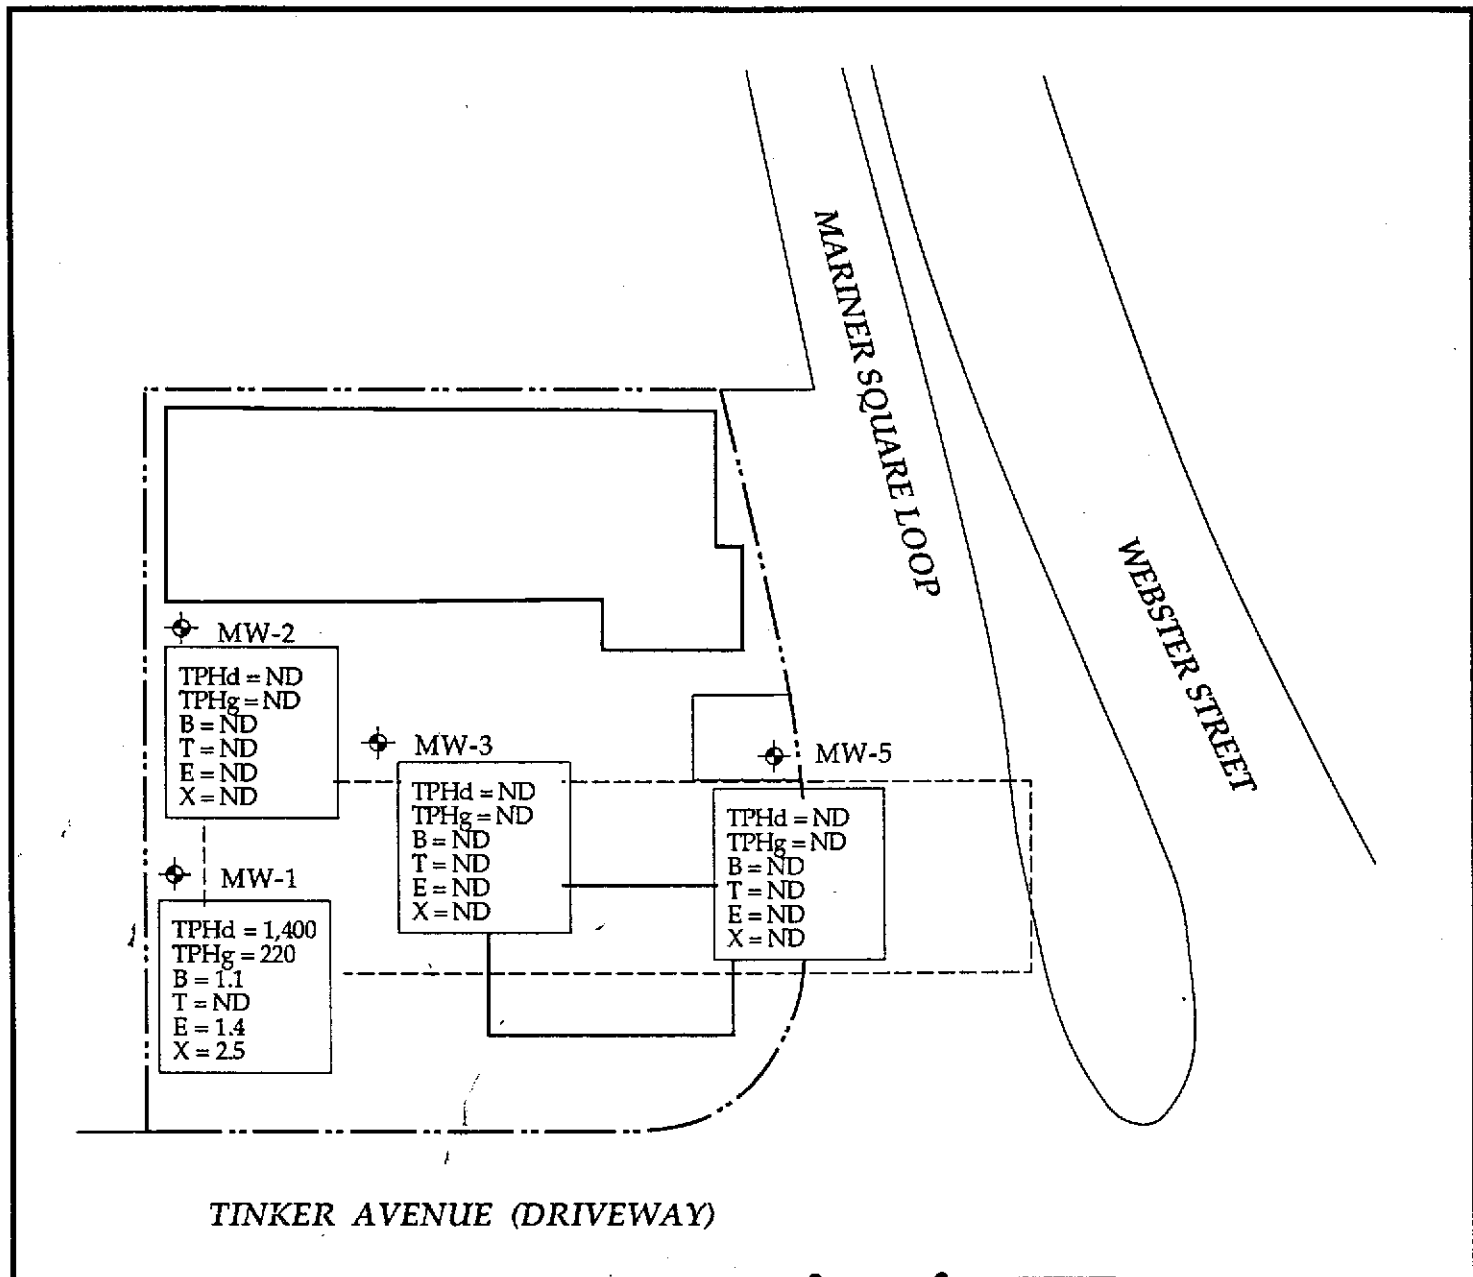 MARINER SQUARE LOOP
WEBSTER STREET
MW-2
TPHd = ND
TPHg = ND
B = ND
T = ND
E = ND
X = ND
MW-3
TPHd = ND
TPHg = ND
B = ND
T = ND
E = ND
X = ND
MW-5
TPHd = ND
TPHg = ND
B = ND
T = ND
E = ND
X = ND
MW-1
TPHd = 1,400
TPHg = 220
B = 1.1
T = ND
E = 1.4
X = 2.5
TINKER AVENUE (DRIVEWAY)